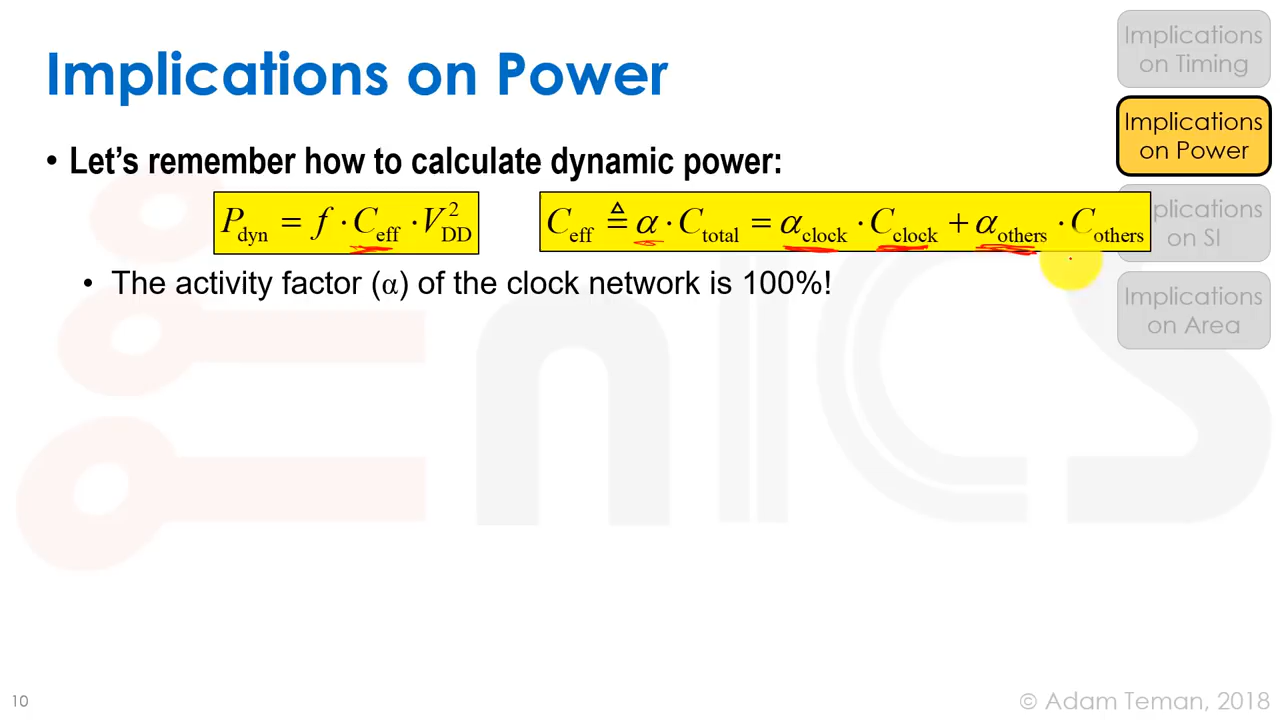 Implications on Power
• Let's remember how to calculate dynamic power:
P_dyn = f · C_eff · V_DD^2
C_eff ≜ α · C_total = α_clock · C_clock + α_others · C_others
• The activity factor (α) of the clock network is 100%!
Implications
on Timing
Implications
on Power
Implications
on SI
Implications
on Area
nICS
10
© Adam Teman, 2018